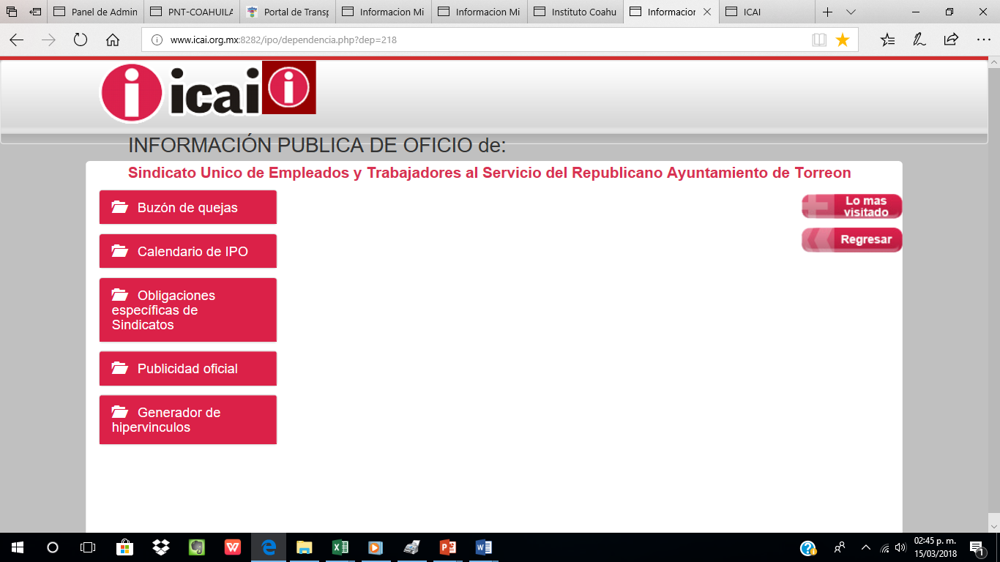 Panel de Admin
PNT-COAHUILA
Portal de Transp
Informacion Mi
Informacion Mi
Instituto Coahu
Informacion
ICAI
www.icai.org.mx:8282/ipo/dependencia.php?dep=218
icai
INFORMACIÓN PUBLICA DE OFICIO de:
Sindicato Unico de Empleados y Trabajadores al Servicio del Republicano Ayuntamiento de Torreon
Buzón de quejas
Calendario de IPO
Obligaciones
específicas de
Sindicatos
Publicidad oficial
Generador de
hipervinculos
Lo mas
visitado
Regresar
02:45 p. m.
15/03/2018
1